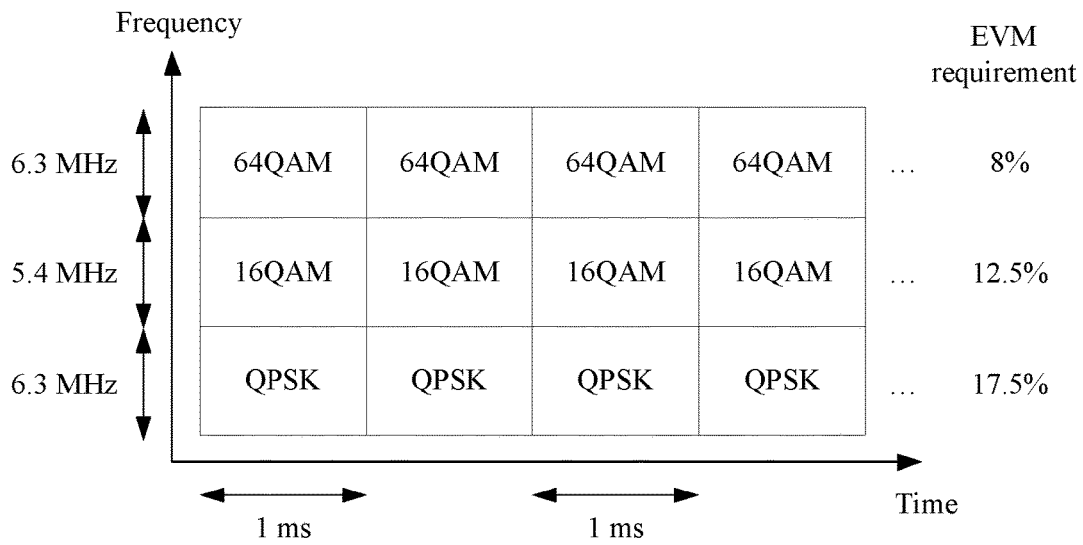 Frequency
EVM
requirement
6.3 MHz
64QAM 64QAM 64QAM 64QAM ... 8%
5.4 MHz
16QAM 16QAM 16QAM 16QAM ... 12.5%
6.3 MHz
QPSK QPSK QPSK QPSK ... 17.5%
Time
1 ms 1 ms